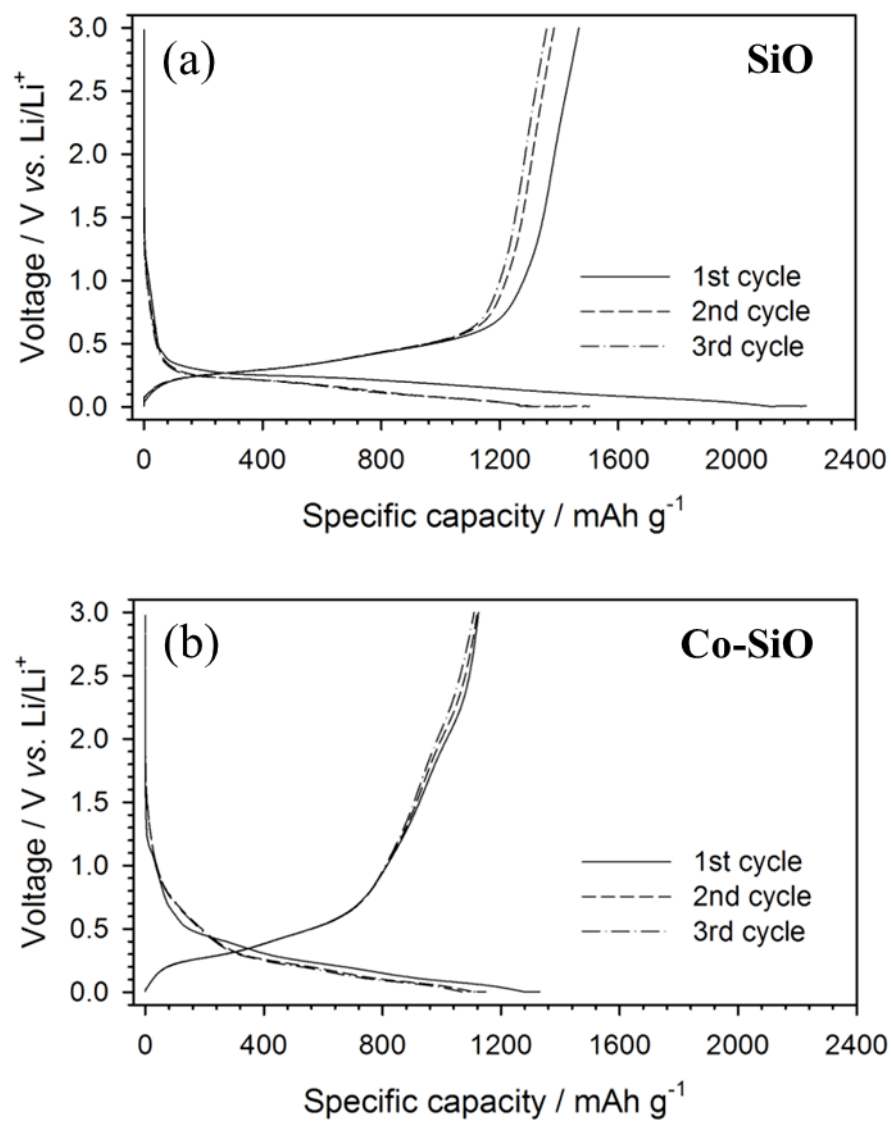 (a)
SiO
3.0
2.5
2.0
1.5
1.0
0.5
0.0
Voltage / V vs. Li/Li⁺
1st cycle
2nd cycle
3rd cycle
0 400 800 1200 1600 2000 2400
Specific capacity / mAh g⁻¹
(b)
Co-SiO
3.0
2.5
2.0
1.5
1.0
0.5
0.0
Voltage / V vs. Li/Li⁺
1st cycle
2nd cycle
3rd cycle
0 400 800 1200 1600 2000 2400
Specific capacity / mAh g⁻¹